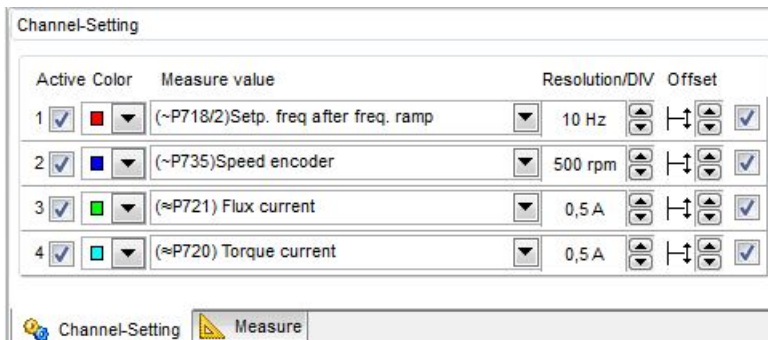 Channel-Setting
Active Color Measure value Resolution/DIV Offset
1 (~P718/2)Setp. freq after freq. ramp 10 Hz
2 (~P735)Speed encoder 500 rpm
3 (≈P721) Flux current 0,5 A
4 (≈P720) Torque current 0,5 A
Channel-Setting Measure